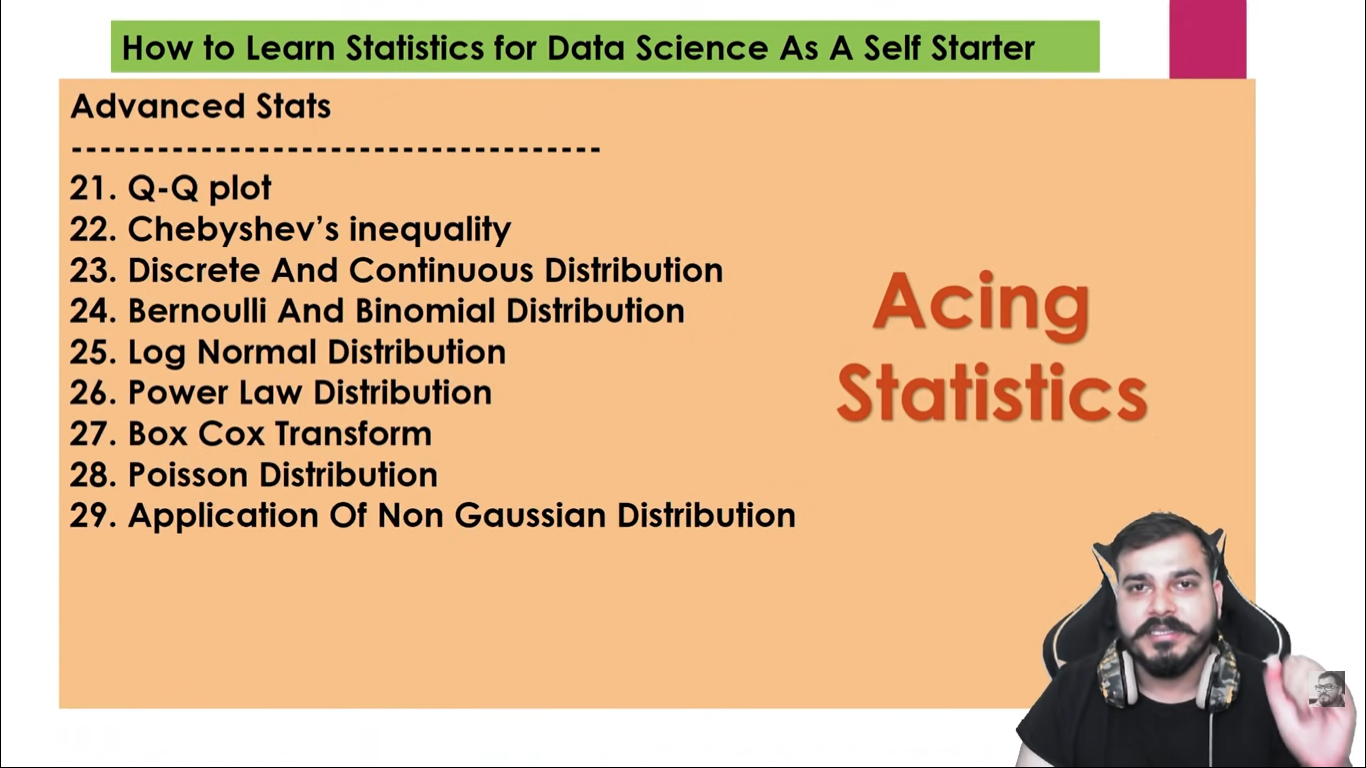 How to Learn Statistics for Data Science As A Self Starter
Advanced Stats
-------------------------------------
21. Q-Q plot
22. Chebyshev’s inequality
23. Discrete And Continuous Distribution
24. Bernoulli And Binomial Distribution
25. Log Normal Distribution
26. Power Law Distribution
27. Box Cox Transform
28. Poisson Distribution
29. Application Of Non Gaussian Distribution
Acing
Statistics